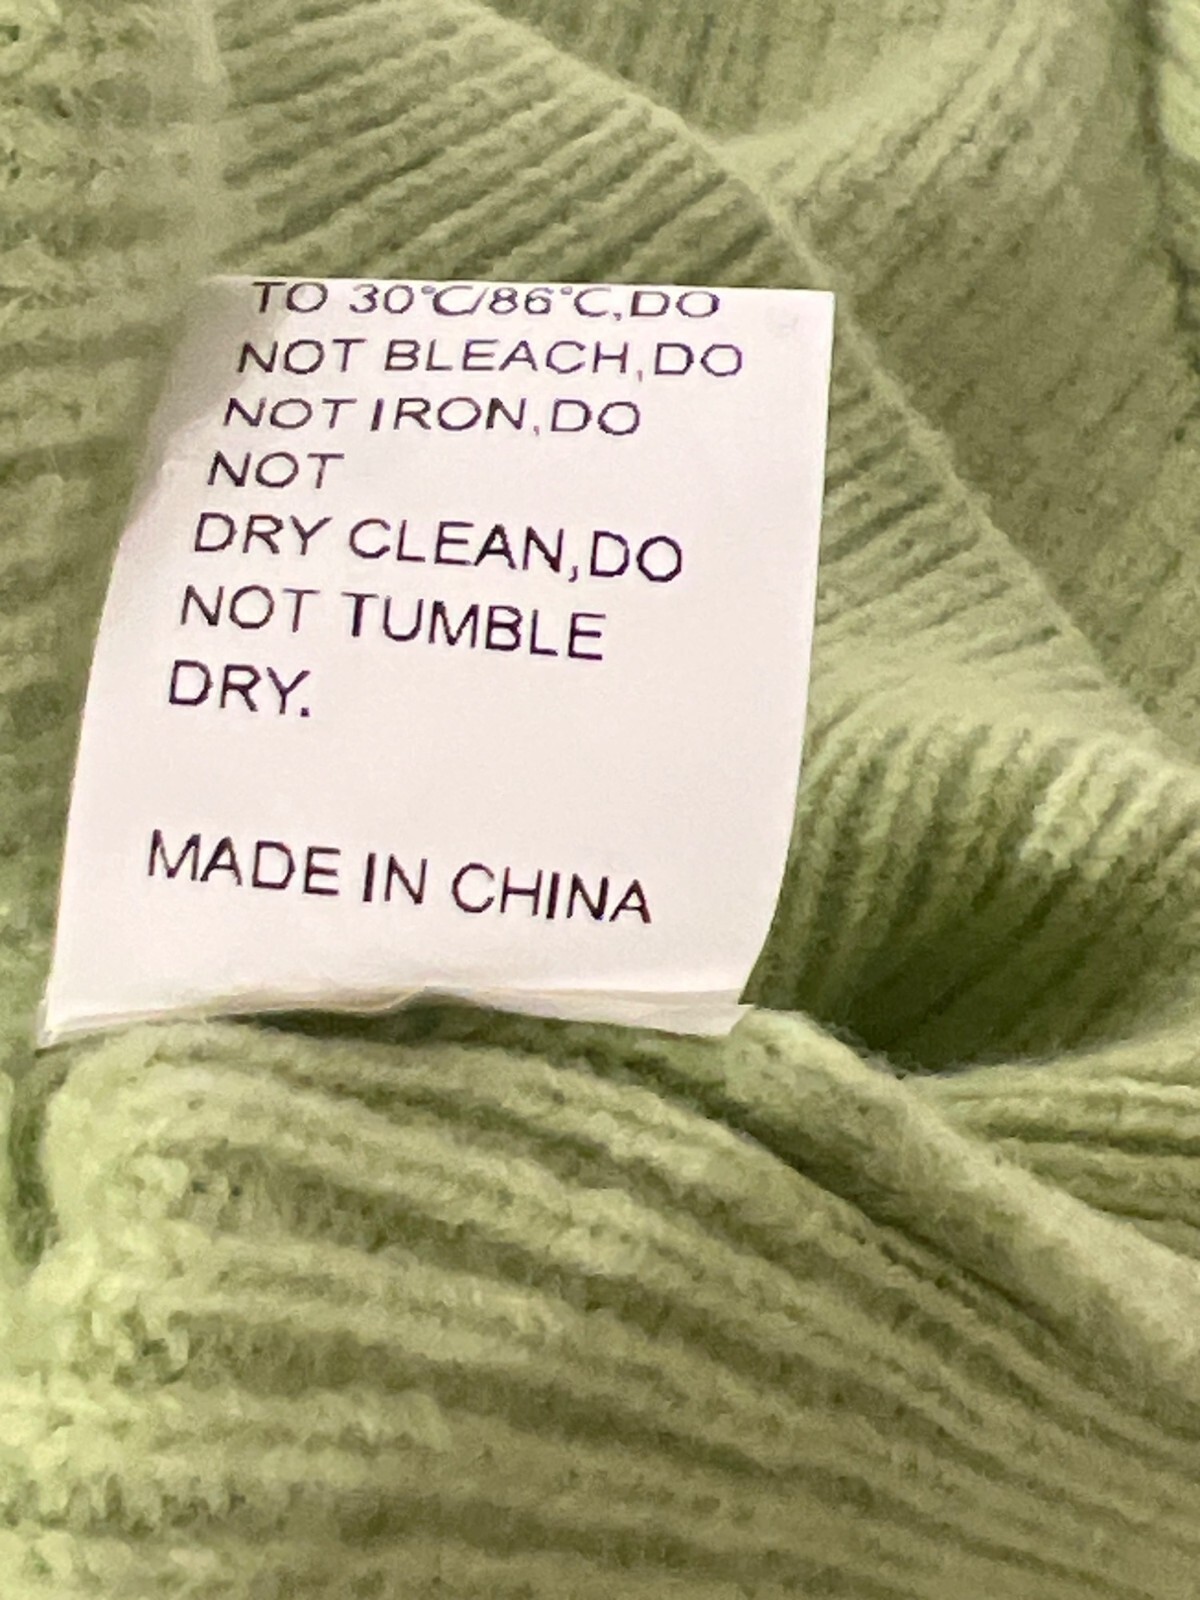 TO 30°C/86°C,DO
NOT BLEACH,DO
NOT IRON,DO
NOT
DRY CLEAN,DO
NOT TUMBLE
DRY.
MADE IN CHINA